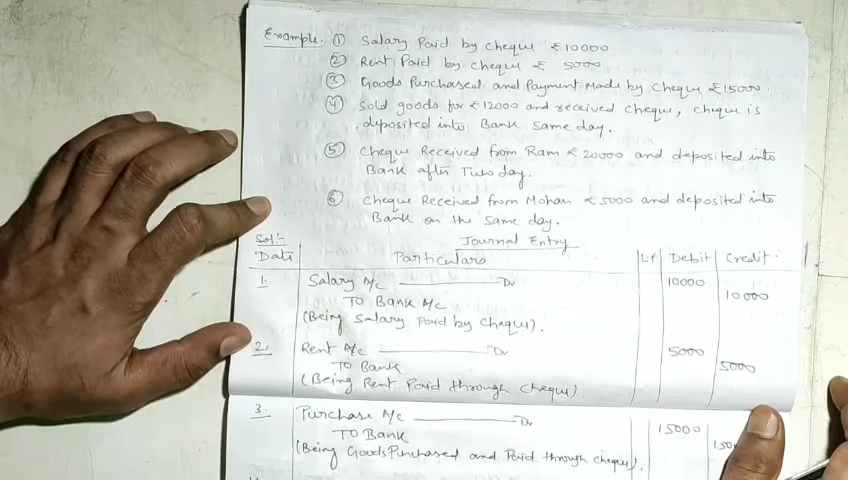 Example. ① Salary Paid by cheque ₹10000
② Rent Paid by cheque ₹ 5000
③ Goods Purchased and Payment Made by Cheque ₹15000.
④ Sold goods for ₹12000 and received cheque, cheque is
deposited into Bank Same day.
⑤ Cheque Received from Ram ₹20000 and deposited into
Bank after Two day.
⑥ Cheque Received from Mohan ₹5000 and deposited into
Bank on the Same day.
Sol:- Journal Entry
Date Particulars L.F Debit Credit.
1. Salary A/c Dr 10000
To Bank A/c 10000
(Being Salary Paid by cheque).
2. Rent A/c Dr 5000
To Bank 5000
(Being Rent Paid through cheque)
3. Purchase A/c Dr 15000
To Bank
(Being Goods Purchased and Paid through cheque).